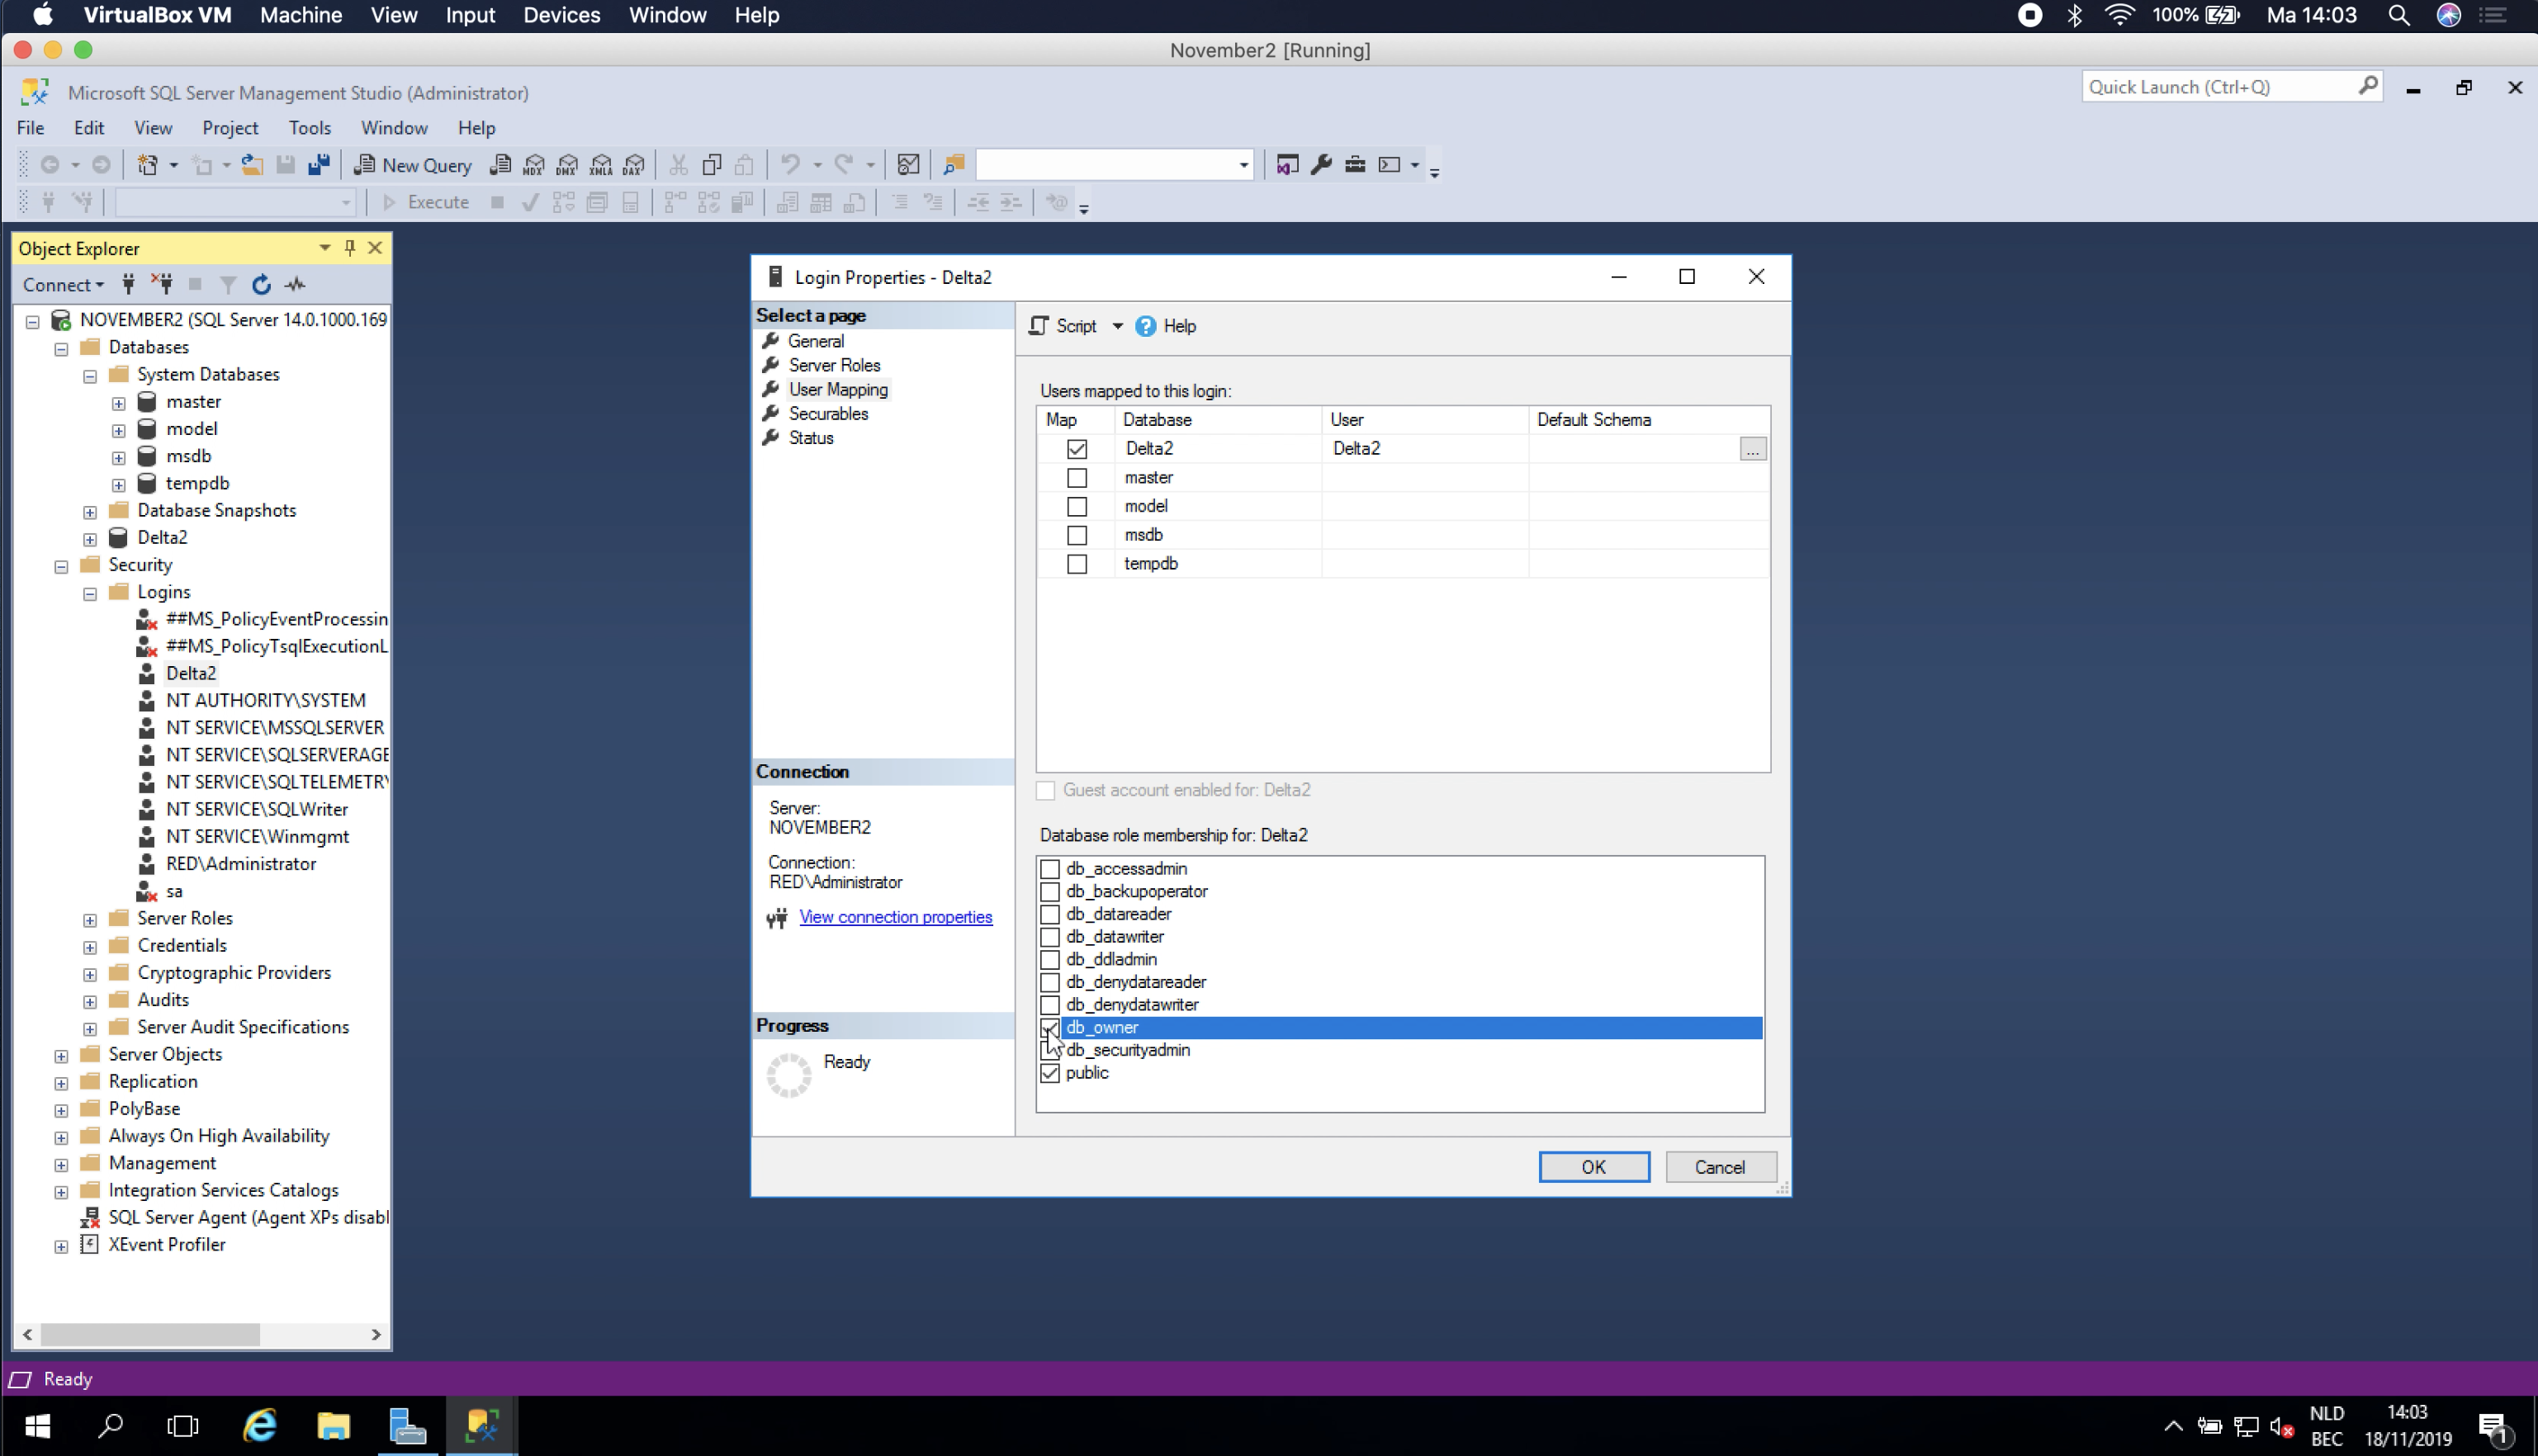 VirtualBox VM Machine View Input Devices Window Help
100% Ma 14:03
November2 [Running]
Microsoft SQL Server Management Studio (Administrator)
Quick Launch (Ctrl+Q)
File Edit View Project Tools Window Help
New Query MDX DMX XMLA DAX
Execute
Object Explorer
Connect
NOVEMBER2 (SQL Server 14.0.1000.169
Databases
System Databases
master
model
msdb
tempdb
Database Snapshots
Delta2
Security
Logins
##MS_PolicyEventProcessin
##MS_PolicyTsqlExecutionL
Delta2
NT AUTHORITY\SYSTEM
NT SERVICE\MSSQLSERVER
NT SERVICE\SQLSERVERAGE
NT SERVICE\SQLTELEMETRY
NT SERVICE\SQLWriter
NT SERVICE\Winmgmt
RED\Administrator
sa
Server Roles
Credentials
Cryptographic Providers
Audits
Server Audit Specifications
Server Objects
Replication
PolyBase
Always On High Availability
Management
Integration Services Catalogs
SQL Server Agent (Agent XPs disabl
XEvent Profiler
Login Properties - Delta2
Select a page
General
Server Roles
User Mapping
Securables
Status
Connection
Server:
NOVEMBER2
Connection:
RED\Administrator
View connection properties
Progress
Ready
Script Help
Users mapped to this login:
Map Database User Default Schema
Delta2 Delta2 ...
master
model
msdb
tempdb
Guest account enabled for: Delta2
Database role membership for: Delta2
db_accessadmin
db_backupoperator
db_datareader
db_datawriter
db_ddladmin
db_denydatareader
db_denydatawriter
db_owner
db_securityadmin
public
OK Cancel
Ready
NLD
BEC
14:03
18/11/2019
1